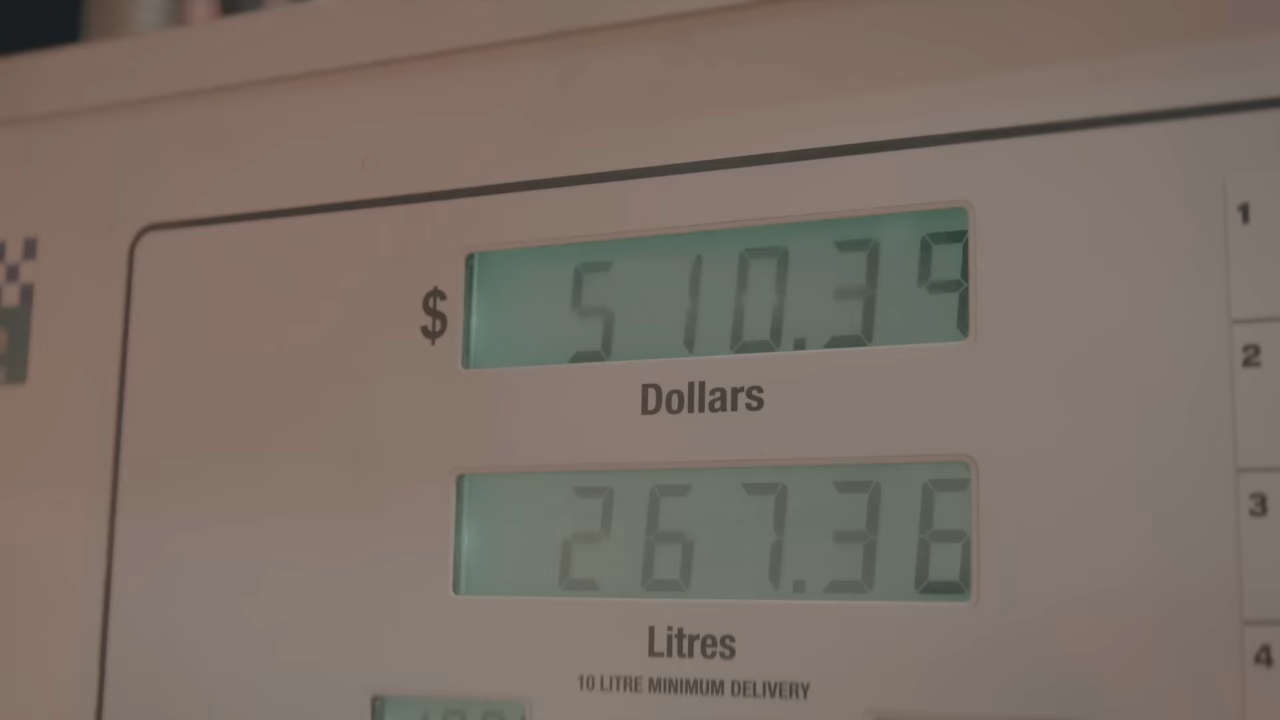 $ 510.39
Dollars
267.36
Litres
10 LITRE MINIMUM DELIVERY
1
2
3
4